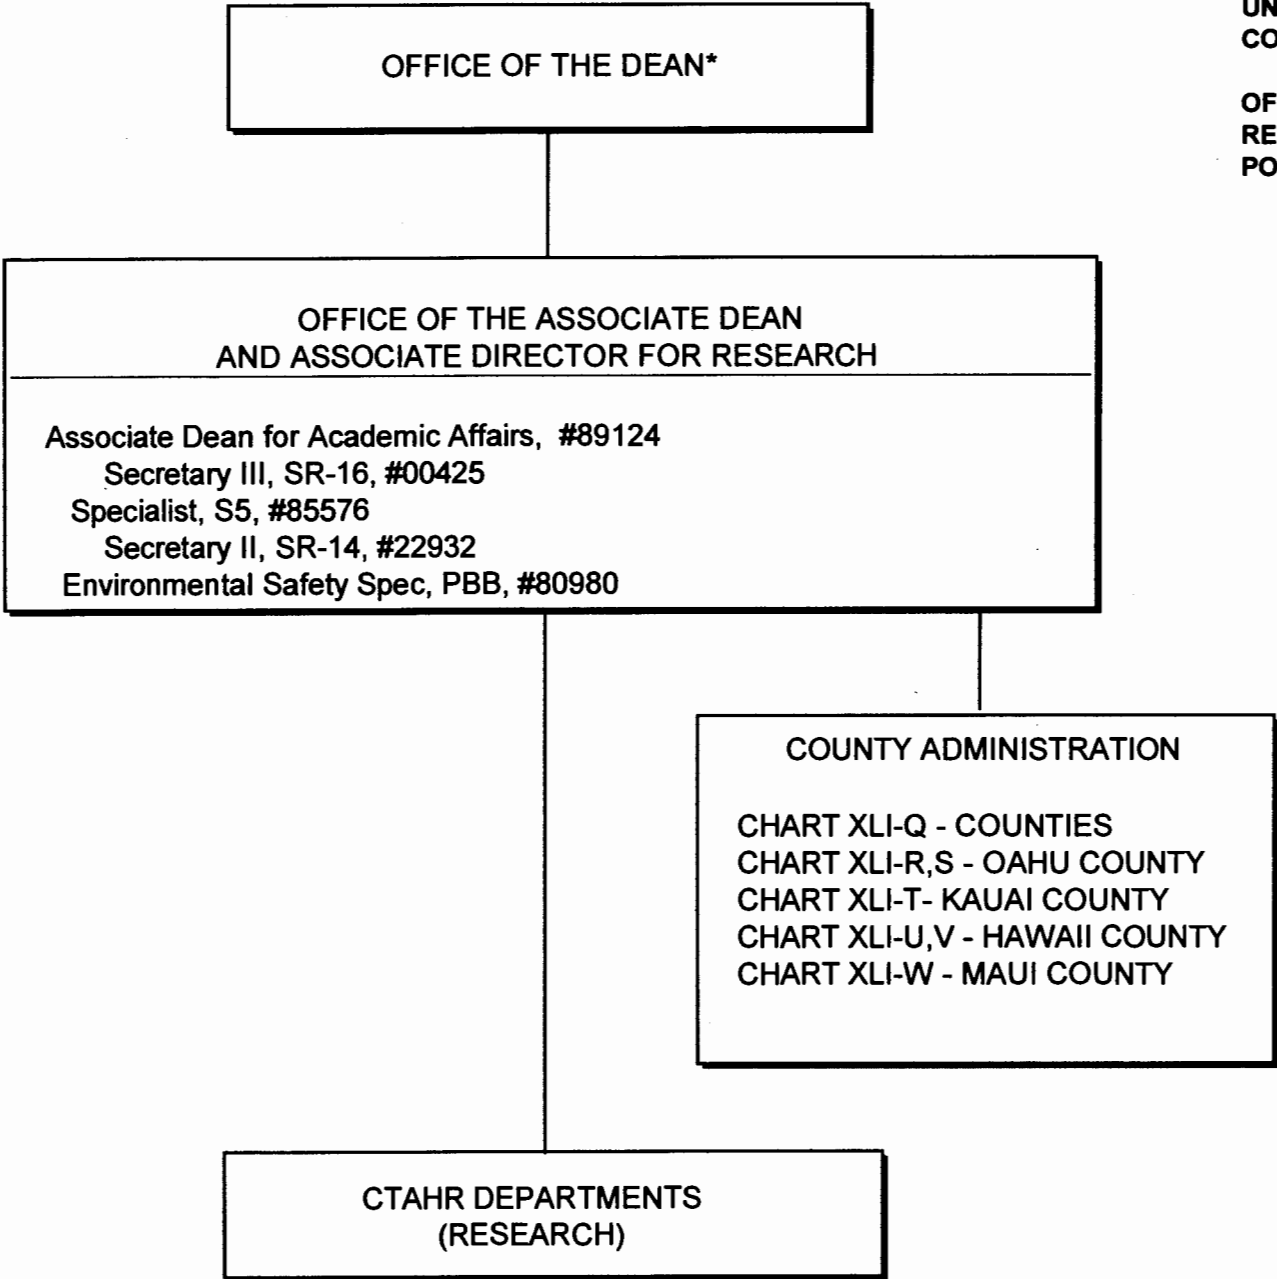 OFFICE OF THE DEAN*
OFFICE OF THE ASSOCIATE DEAN
AND ASSOCIATE DIRECTOR FOR RESEARCH
Associate Dean for Academic Affairs, #89124
Secretary III, SR-16, #00425
Specialist, S5, #85576
Secretary II, SR-14, #22932
Environmental Safety Spec, PBB, #80980
COUNTY ADMINISTRATION
CHART XLI-Q - COUNTIES
CHART XLI-R,S - OAHU COUNTY
CHART XLI-T- KAUAI COUNTY
CHART XLI-U,V - HAWAII COUNTY
CHART XLI-W - MAUI COUNTY
CTAHR DEPARTMENTS
(RESEARCH)